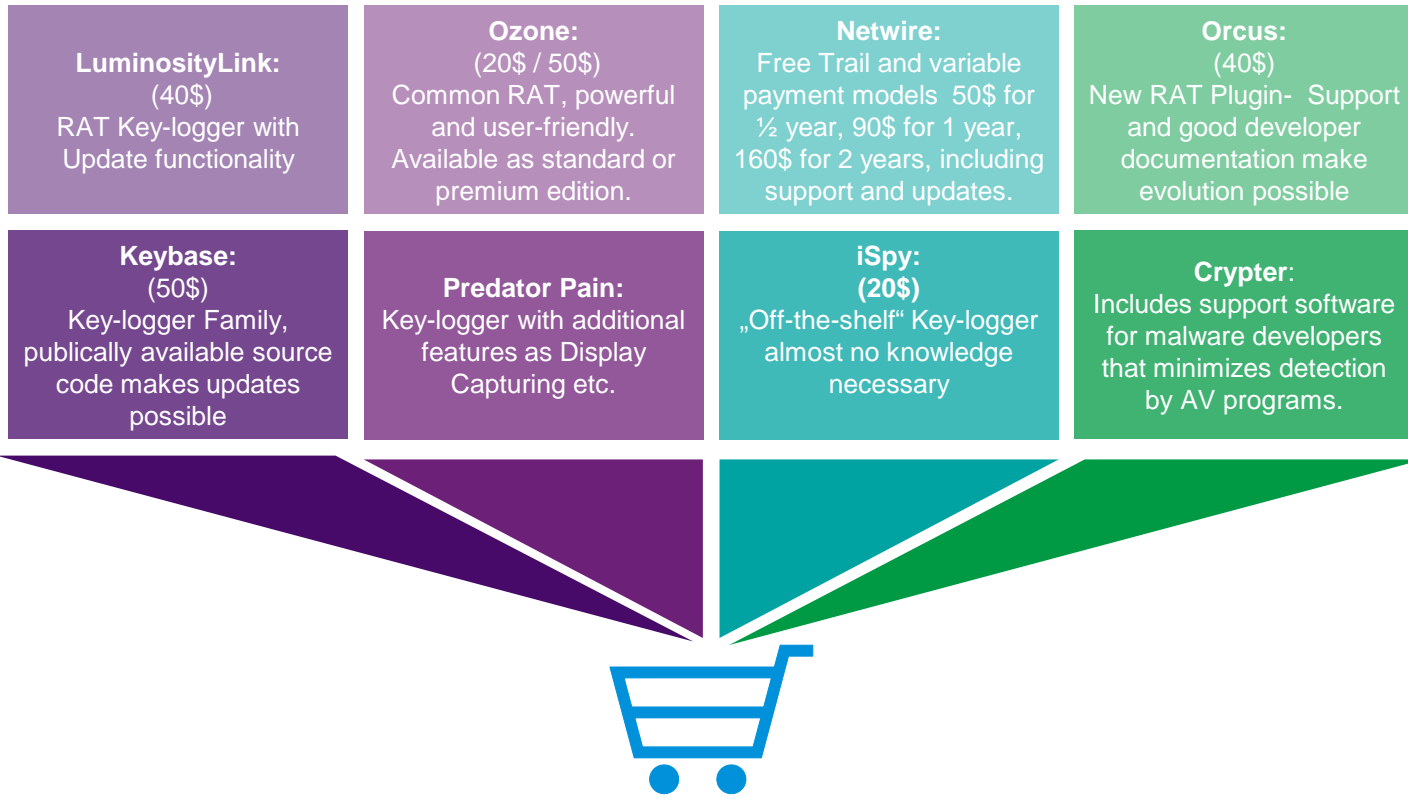 LuminosityLink:
(40$)
RAT Key-logger with
Update functionality
Ozone:
(20$ / 50$)
Common RAT, powerful
and user-friendly.
Available as standard or
premium edition.
Netwire:
Free Trail and variable
payment models  50$ for
½ year, 90$ for 1 year,
160$ for 2 years, including
support and updates.
Orcus:
(40$)
New RAT Plugin-  Support
and good developer
documentation make
evolution possible
Keybase:
(50$)
Key-logger Family,
publically available source
code makes updates
possible
Predator Pain:
Key-logger with additional
features as Display
Capturing etc.
iSpy:
(20$)
„Off-the-shelf“ Key-logger
almost no knowledge
necessary
Crypter:
Includes support software
for malware developers
that minimizes detection
by AV programs.